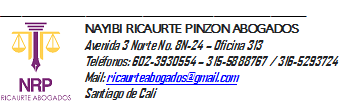 NAYIBI RICAURTE PINZON ABOGADOS
Avenida 3 Norte No. 8N-24 – Oficina 313
Teléfonos: 602-3930554 – 315-5888767 / 316-5293724
Mail: ricaurteabogados@gmail.com
Santiago de Cali
NRP
RICAURTE ABOGADOS